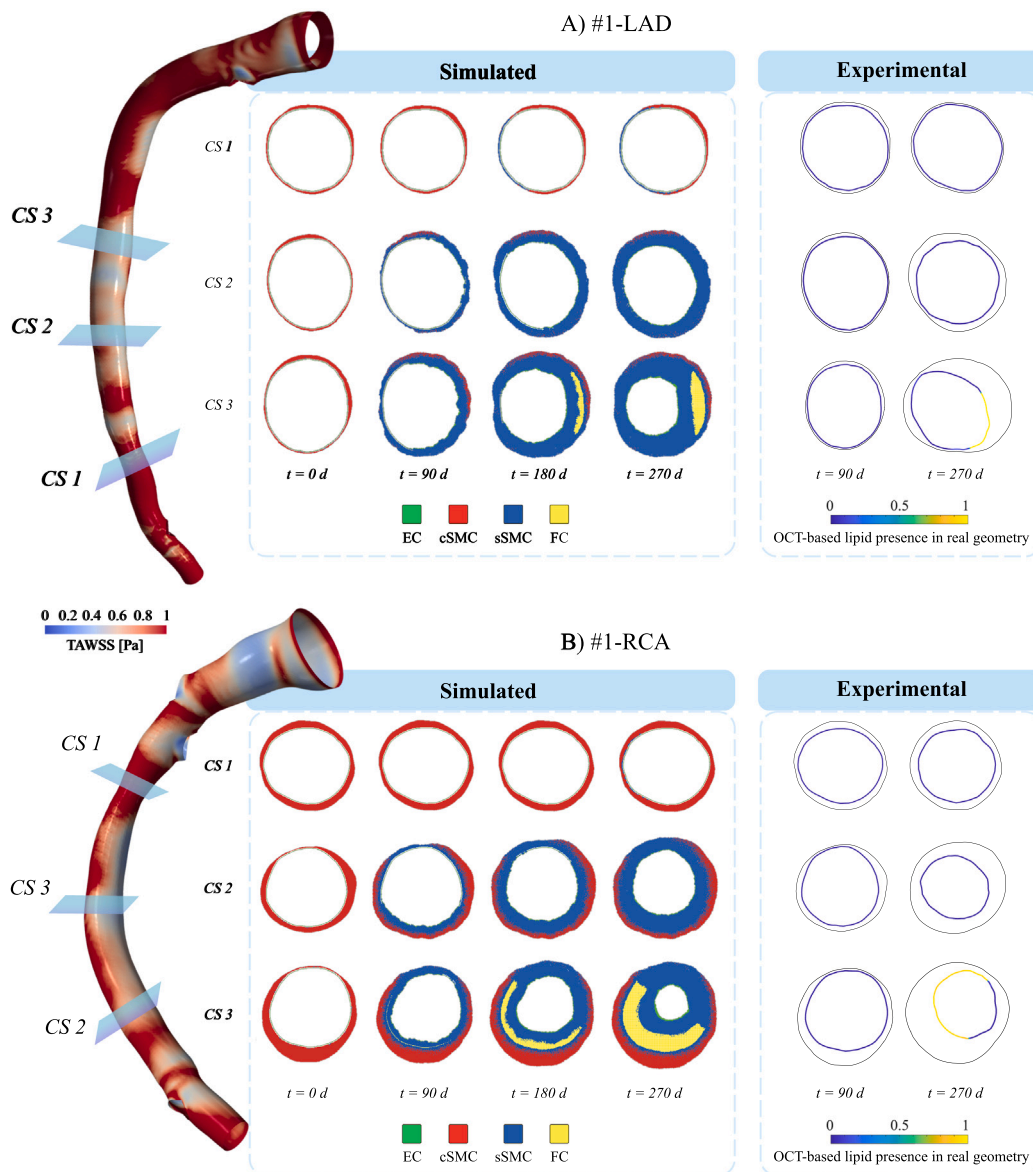 A) #1-LAD
Simulated
Experimental
CS 1
CS 3
CS 2
CS 2
CS 3
CS 1
t = 0 d
t = 90 d
t = 180 d
t = 270 d
t = 90 d
t = 270 d
EC
cSMC
sSMC
FC
0
0.5
1
OCT-based lipid presence in real geometry
0 0.2 0.4 0.6 0.8 1
TAWSS [Pa]
B) #1-RCA
Simulated
Experimental
CS 1
CS 1
CS 3
CS 2
CS 2
CS 3
t = 0 d
t = 90 d
t = 180 d
t = 270 d
t = 90 d
t = 270 d
EC
cSMC
sSMC
FC
0
0.5
1
OCT-based lipid presence in real geometry